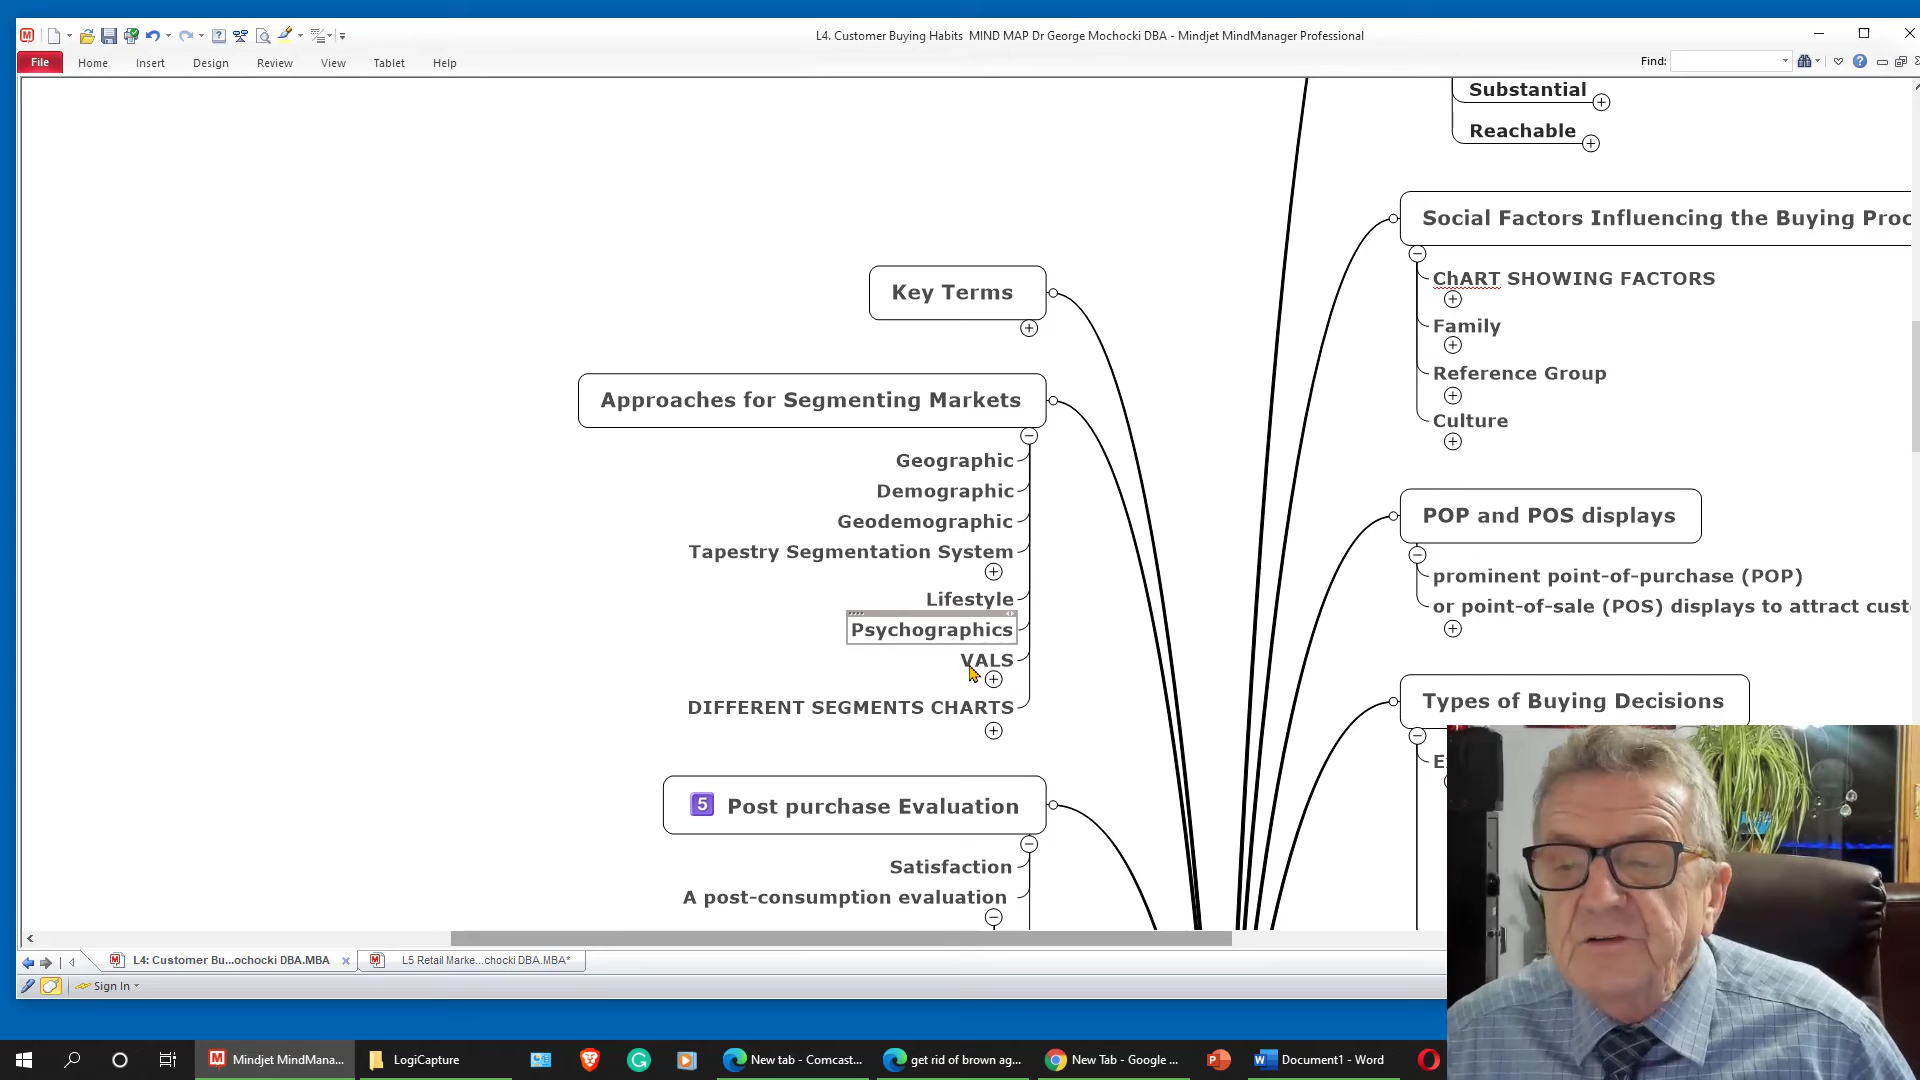 L4. Customer Buying Habits  MIND MAP Dr George Mochocki DBA - Mindjet MindManager Professional
File
Home
Insert
Design
Review
View
Tablet
Help
Find:
Substantial
Reachable
Key Terms
Approaches for Segmenting Markets
Geographic
Demographic
Geodemographic
Tapestry Segmentation System
Lifestyle
Psychographics
VALS
DIFFERENT SEGMENTS CHARTS
5 Post purchase Evaluation
Satisfaction
A post-consumption evaluation
Social Factors Influencing the Buying Proc
ChART SHOWING FACTORS
Family
Reference Group
Culture
POP and POS displays
prominent point-of-purchase (POP)
or point-of-sale (POS) displays to attract cust
Types of Buying Decisions
L4: Customer Bu...ochocki DBA.MBA
L5 Retail Marke...chocki DBA.MBA*
Sign In
Mindjet MindMana...
LogiCapture
New tab - Comcast...
get rid of brown ag...
New Tab - Google ...
Document1 - Word